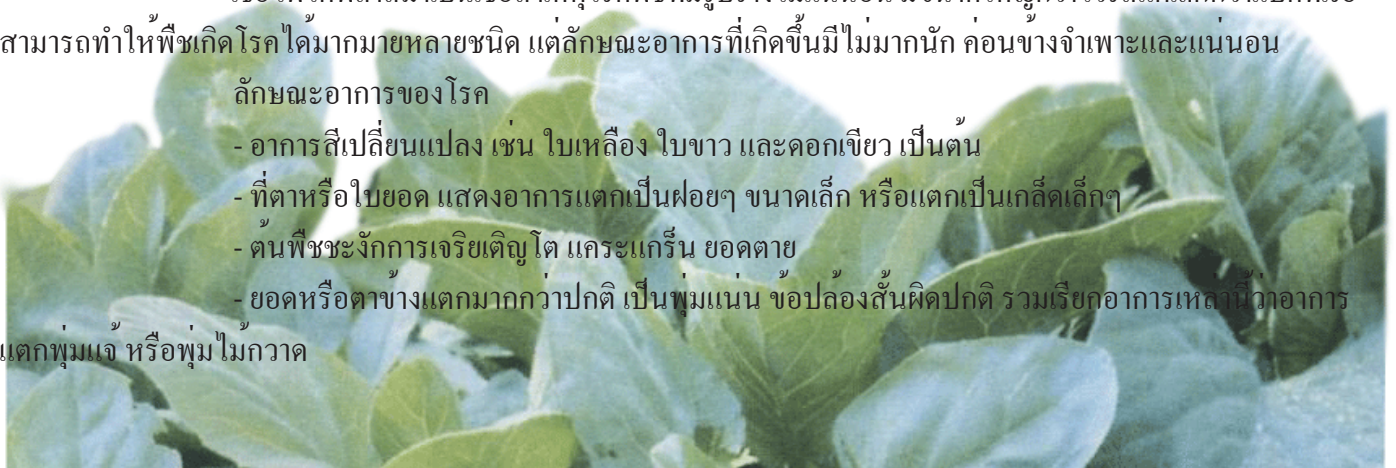 สามารถทำให้พืชเกิดโรคได้มากมายหลายชนิด แต่ลักษณะอาการที่เกิดขึ้นมีไม่มากนัก ค่อนข้างจำเพาะและแน่นอน
ลักษณะอาการของโรค
- อาการสีเปลี่ยนแปลง เช่น ใบเหลือง ใบขาว และดอกเขียว เป็นต้น
- ที่ตาหรือใบยอด แสดงอาการแตกเป็นฝอยๆ ขนาดเล็ก หรือแตกเป็นเกล็ดเล็กๆ
- ต้นพืชชะงักการเจริยเติญโต แคระแกร็น ยอดตาย
- ยอดหรือตาข้างแตกมากกว่าปกติ เป็นพุ่มแน่น ข้อปล้องสั้นผิดปกติ รวมเรียกอาการเหล่านี้ว่าอาการ
แตกพุ่มแจ้ หรือพุ่มไม้กวาด